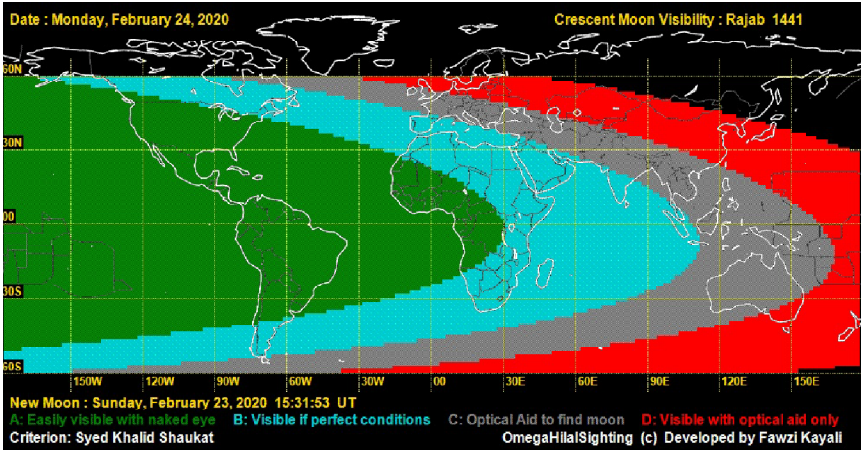 Date : Monday, February 24, 2020
Crescent Moon Visibility : Rajab 1441
60N
30N
00
30S
60S
150W 120W 90W 60W 30W 00 30E 60E 90E 120E 150E
New Moon : Sunday, February 23, 2020 15:31:53 UT
A: Easily visible with naked eye B: Visible if perfect conditions C: Optical Aid to find moon D: Visible with optical aid only
Criterion: Syed Khalid Shaukat OmegaHilalSighting (c) Developed by Fawzi Kayali